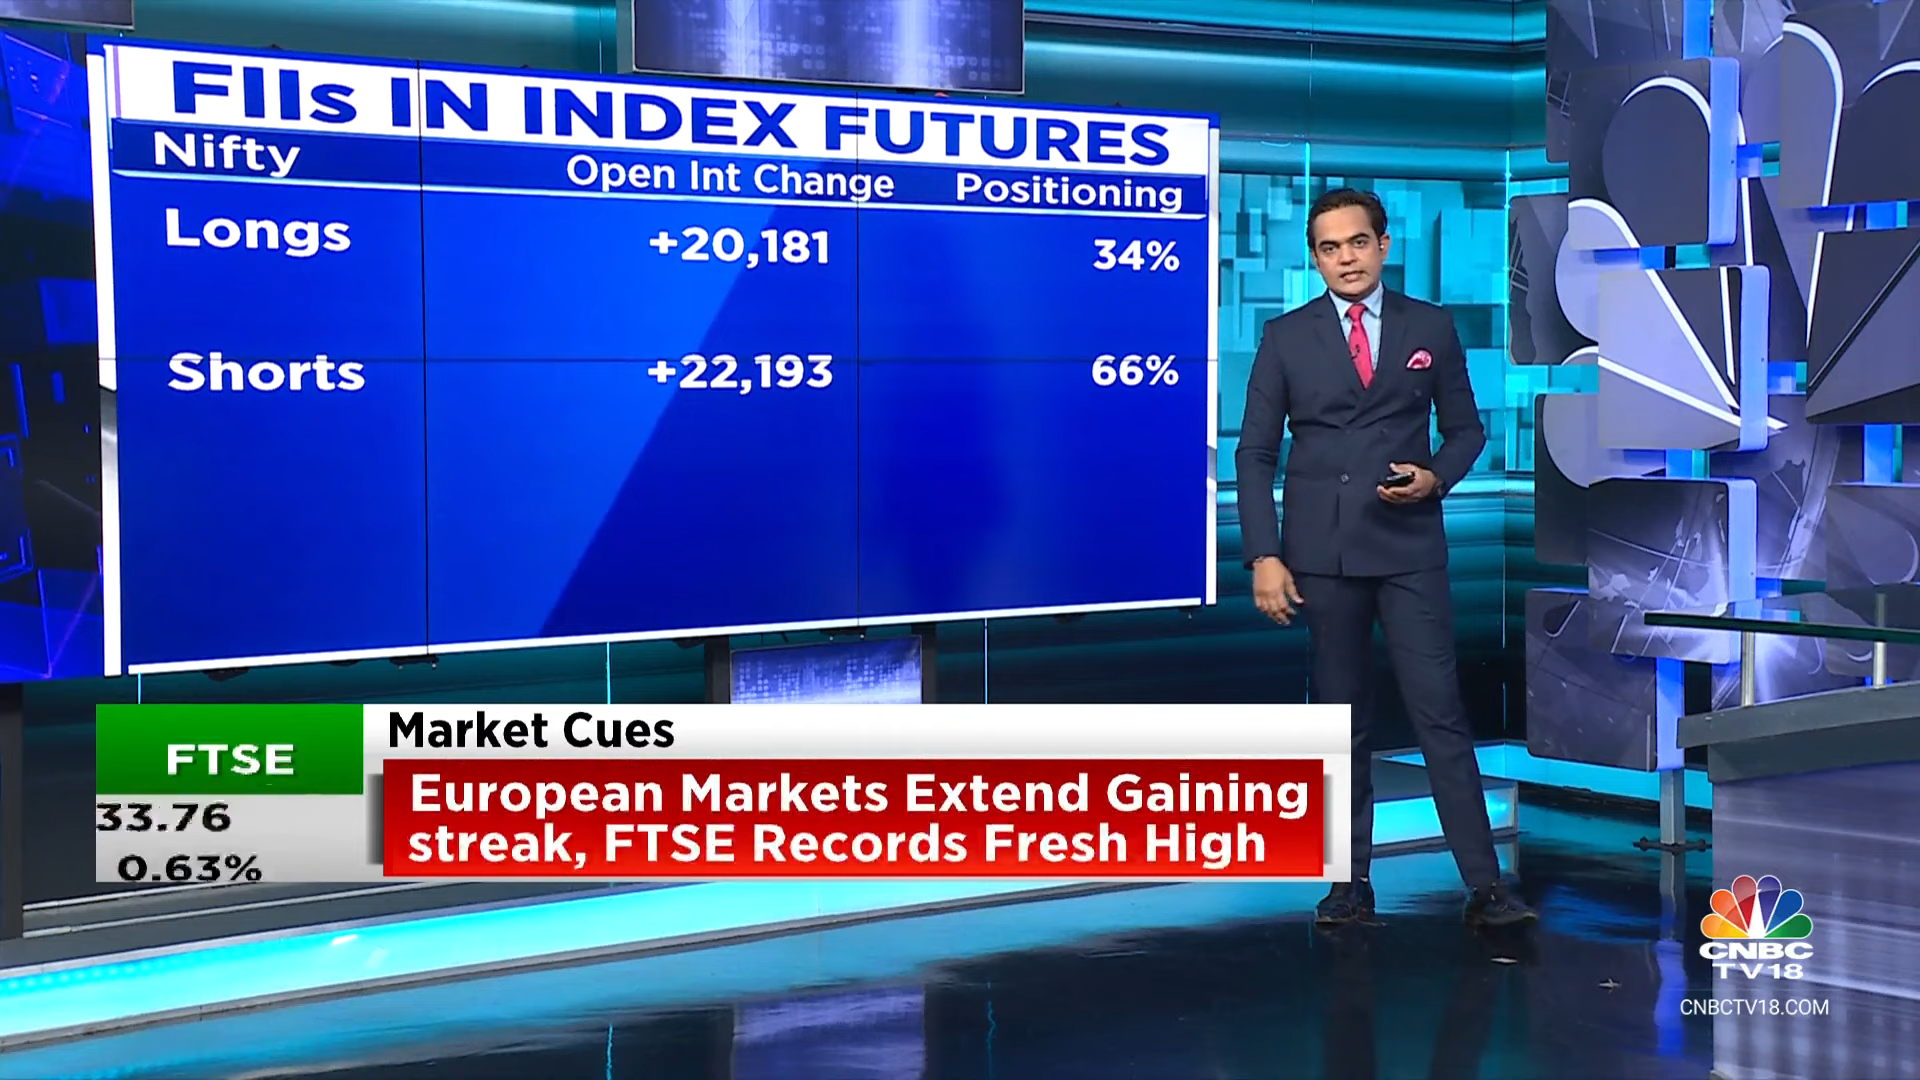 FIIs IN INDEX FUTURES
Nifty Open Int Change Positioning
Longs +20,181 34%
Shorts +22,193 66%
FTSE
33.76
0.63%
Market Cues
European Markets Extend Gaining
streak, FTSE Records Fresh High
CNBC
TV18
CNBCTV18.COM